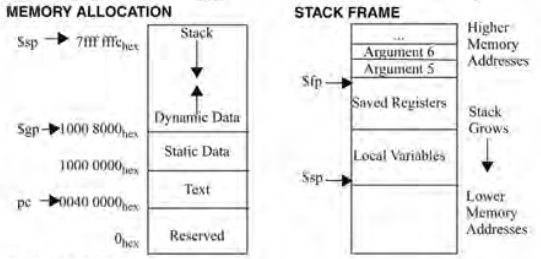 MEMORY ALLOCATION
$sp 7fff fffc hex
Stack
Dynamic Data
$gp 1000 8000 hex
Static Data
1000 0000 hex
Text
pc 0040 0000 hex
0 hex
Reserved
STACK FRAME
...
Argument 6
Argument 5
$fp
Saved Registers
Local Variables
$sp
Higher
Memory
Addresses
Stack
Grows
Lower
Memory
Addresses